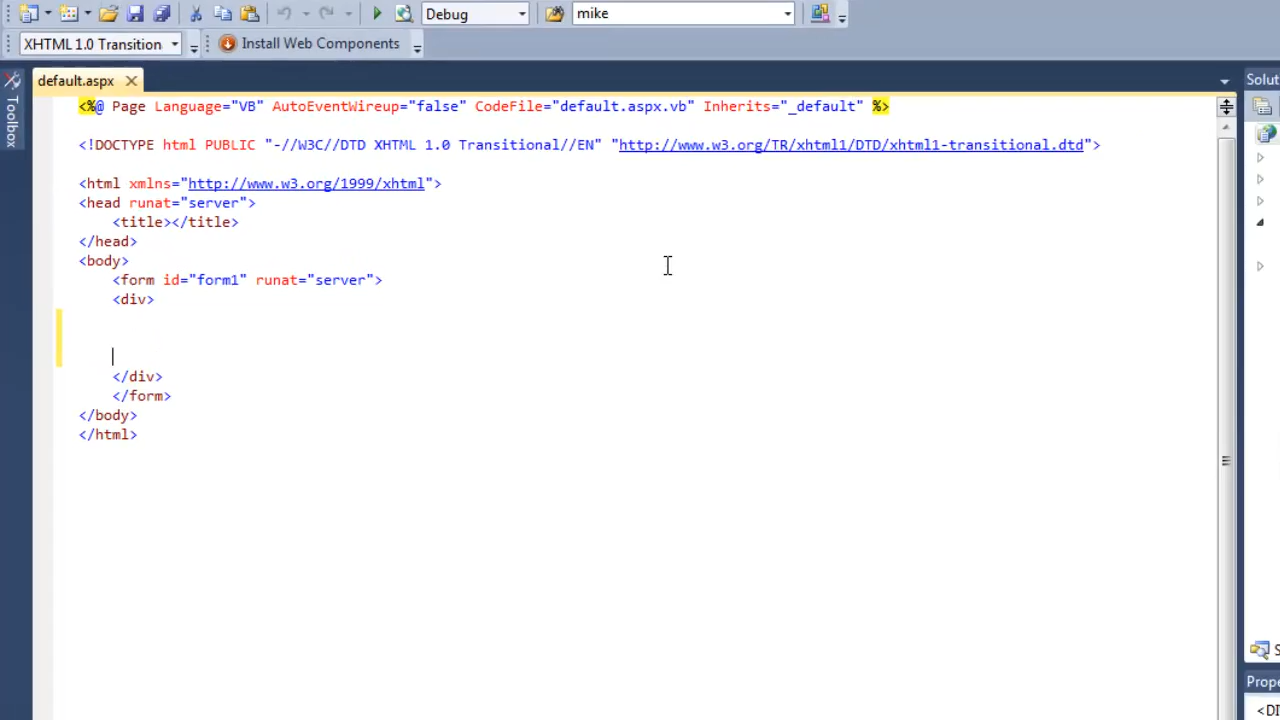 Debug
mike
XHTML 1.0 Transition
Install Web Components
default.aspx
Toolbox
Solut
<%@ Page Language="VB" AutoEventWireup="false" CodeFile="default.aspx.vb" Inherits="_default" %>
<!DOCTYPE html PUBLIC "-//W3C//DTD XHTML 1.0 Transitional//EN" "http://www.w3.org/TR/xhtml1/DTD/xhtml1-transitional.dtd">
<html xmlns="http://www.w3.org/1999/xhtml">
<head runat="server">
<title></title>
</head>
<body>
<form id="form1" runat="server">
<div>
</div>
</form>
</body>
</html>
S
Prope
<DI